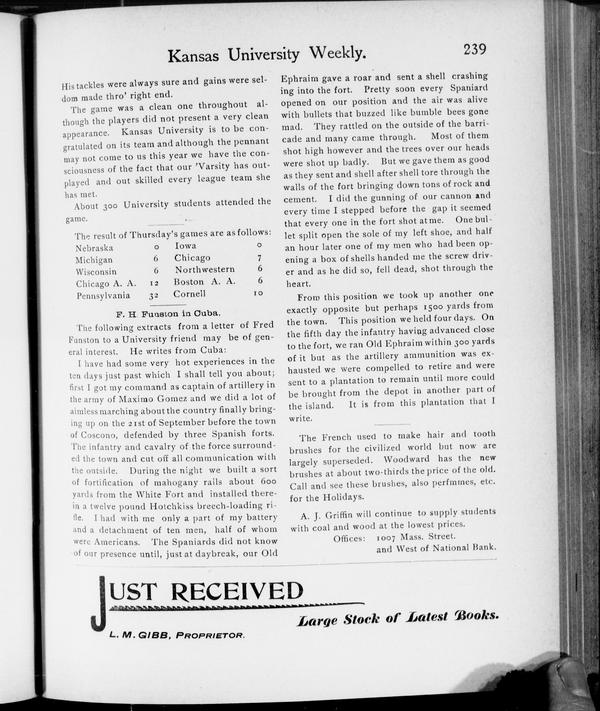 Kansas University Weekly. 239
His tackles were always sure and gains were sel-
dom made thro' right end.
The game was a clean one throughout al-
though the players did not present a very clean
appearance. Kansas University is to be con-
gratulated on its team and although the pennant
may not come to us this year we have the con-
sciousness of the fact that our 'Varsity has out-
played and out skilled every league team she
has met.
About 300 University students attended the
game.
The result of Thursday's games are as follows:
Nebraska 0 Iowa 0
Michigan 6 Chicago 7
Wisconsin 6 Northwestern 6
Chicago A. A. 12 Boston A. A. 6
Pennsylvania 32 Cornell 10
F. H. Funston in Cuba.
The following extracts from a letter of Fred
Funston to a University friend may be of gen-
eral interest. He writes from Cuba:
I have had some very hot experiences in the
ten days just past which I shall tell you about;
first I got my command as captain of artillery in
the army of Maximo Gomez and we did a lot of
aimless marching about the country finally bring-
ing up on the 21st of September before the town
of Coscono, defended by three Spanish forts.
The infantry and cavalry of the force surround-
ed the town and cut off all communication with
the outside. During the night we built a sort
of fortification of mahogany rails about 600
yards from the White Fort and installed there-
in a twelve pound Hotchkiss breech-loading ri-
fle. I had with me only a part of my battery
and a detachment of ten men, half of whom
were Americans. The Spaniards did not know
of our presence until, just at daybreak, our Old
Ephraim gave a roar and sent a shell crashing
ing into the fort. Pretty soon every Spaniard
opened on our position and the air was alive
with bullets that buzzed like bumble bees gone
mad. They rattled on the outside of the barri-
cade and many came through. Most of them
shot high however and the trees over our heads
were shot up badly. But we gave them as good
as they sent and shell after shell tore through the
walls of the fort bringing down tons of rock and
cement. I did the gunning of our cannon and
every time I stepped before the gap it seemed
that every one in the fort shot at me. One bul-
let split open the sole of my left shoe, and half
an hour later one of my men who had been op-
ening a box of shells handed me the screw driv-
er and as he did so, fell dead, shot through the
heart.
From this position we took up another one
exactly opposite but perhaps 1500 yards from
the town. This position we held four days. On
the fifth day the infantry having advanced close
to the fort, we ran Old Ephraim within 300 yards
of it but as the artillery ammunition was ex-
hausted we were compelled to retire and were
sent to a plantation to remain until more could
be brought from the depot in another part of
the island. It is from this plantation that I
write.
The French used to make hair and tooth
brushes for the civilized world but now are
largely superseded. Woodward has the new
brushes at about two-thirds the price of the old.
Call and see these brushes, also perfmmes, etc.
for the Holidays.
A. J. Griffin will continue to supply students
with coal and wood at the lowest prices.
Offices: 1007 Mass. Street.
and West of National Bank.
JUST RECEIVED
Large Stock of Latest Books.
L. M. GIBB, PROPRIETOR.